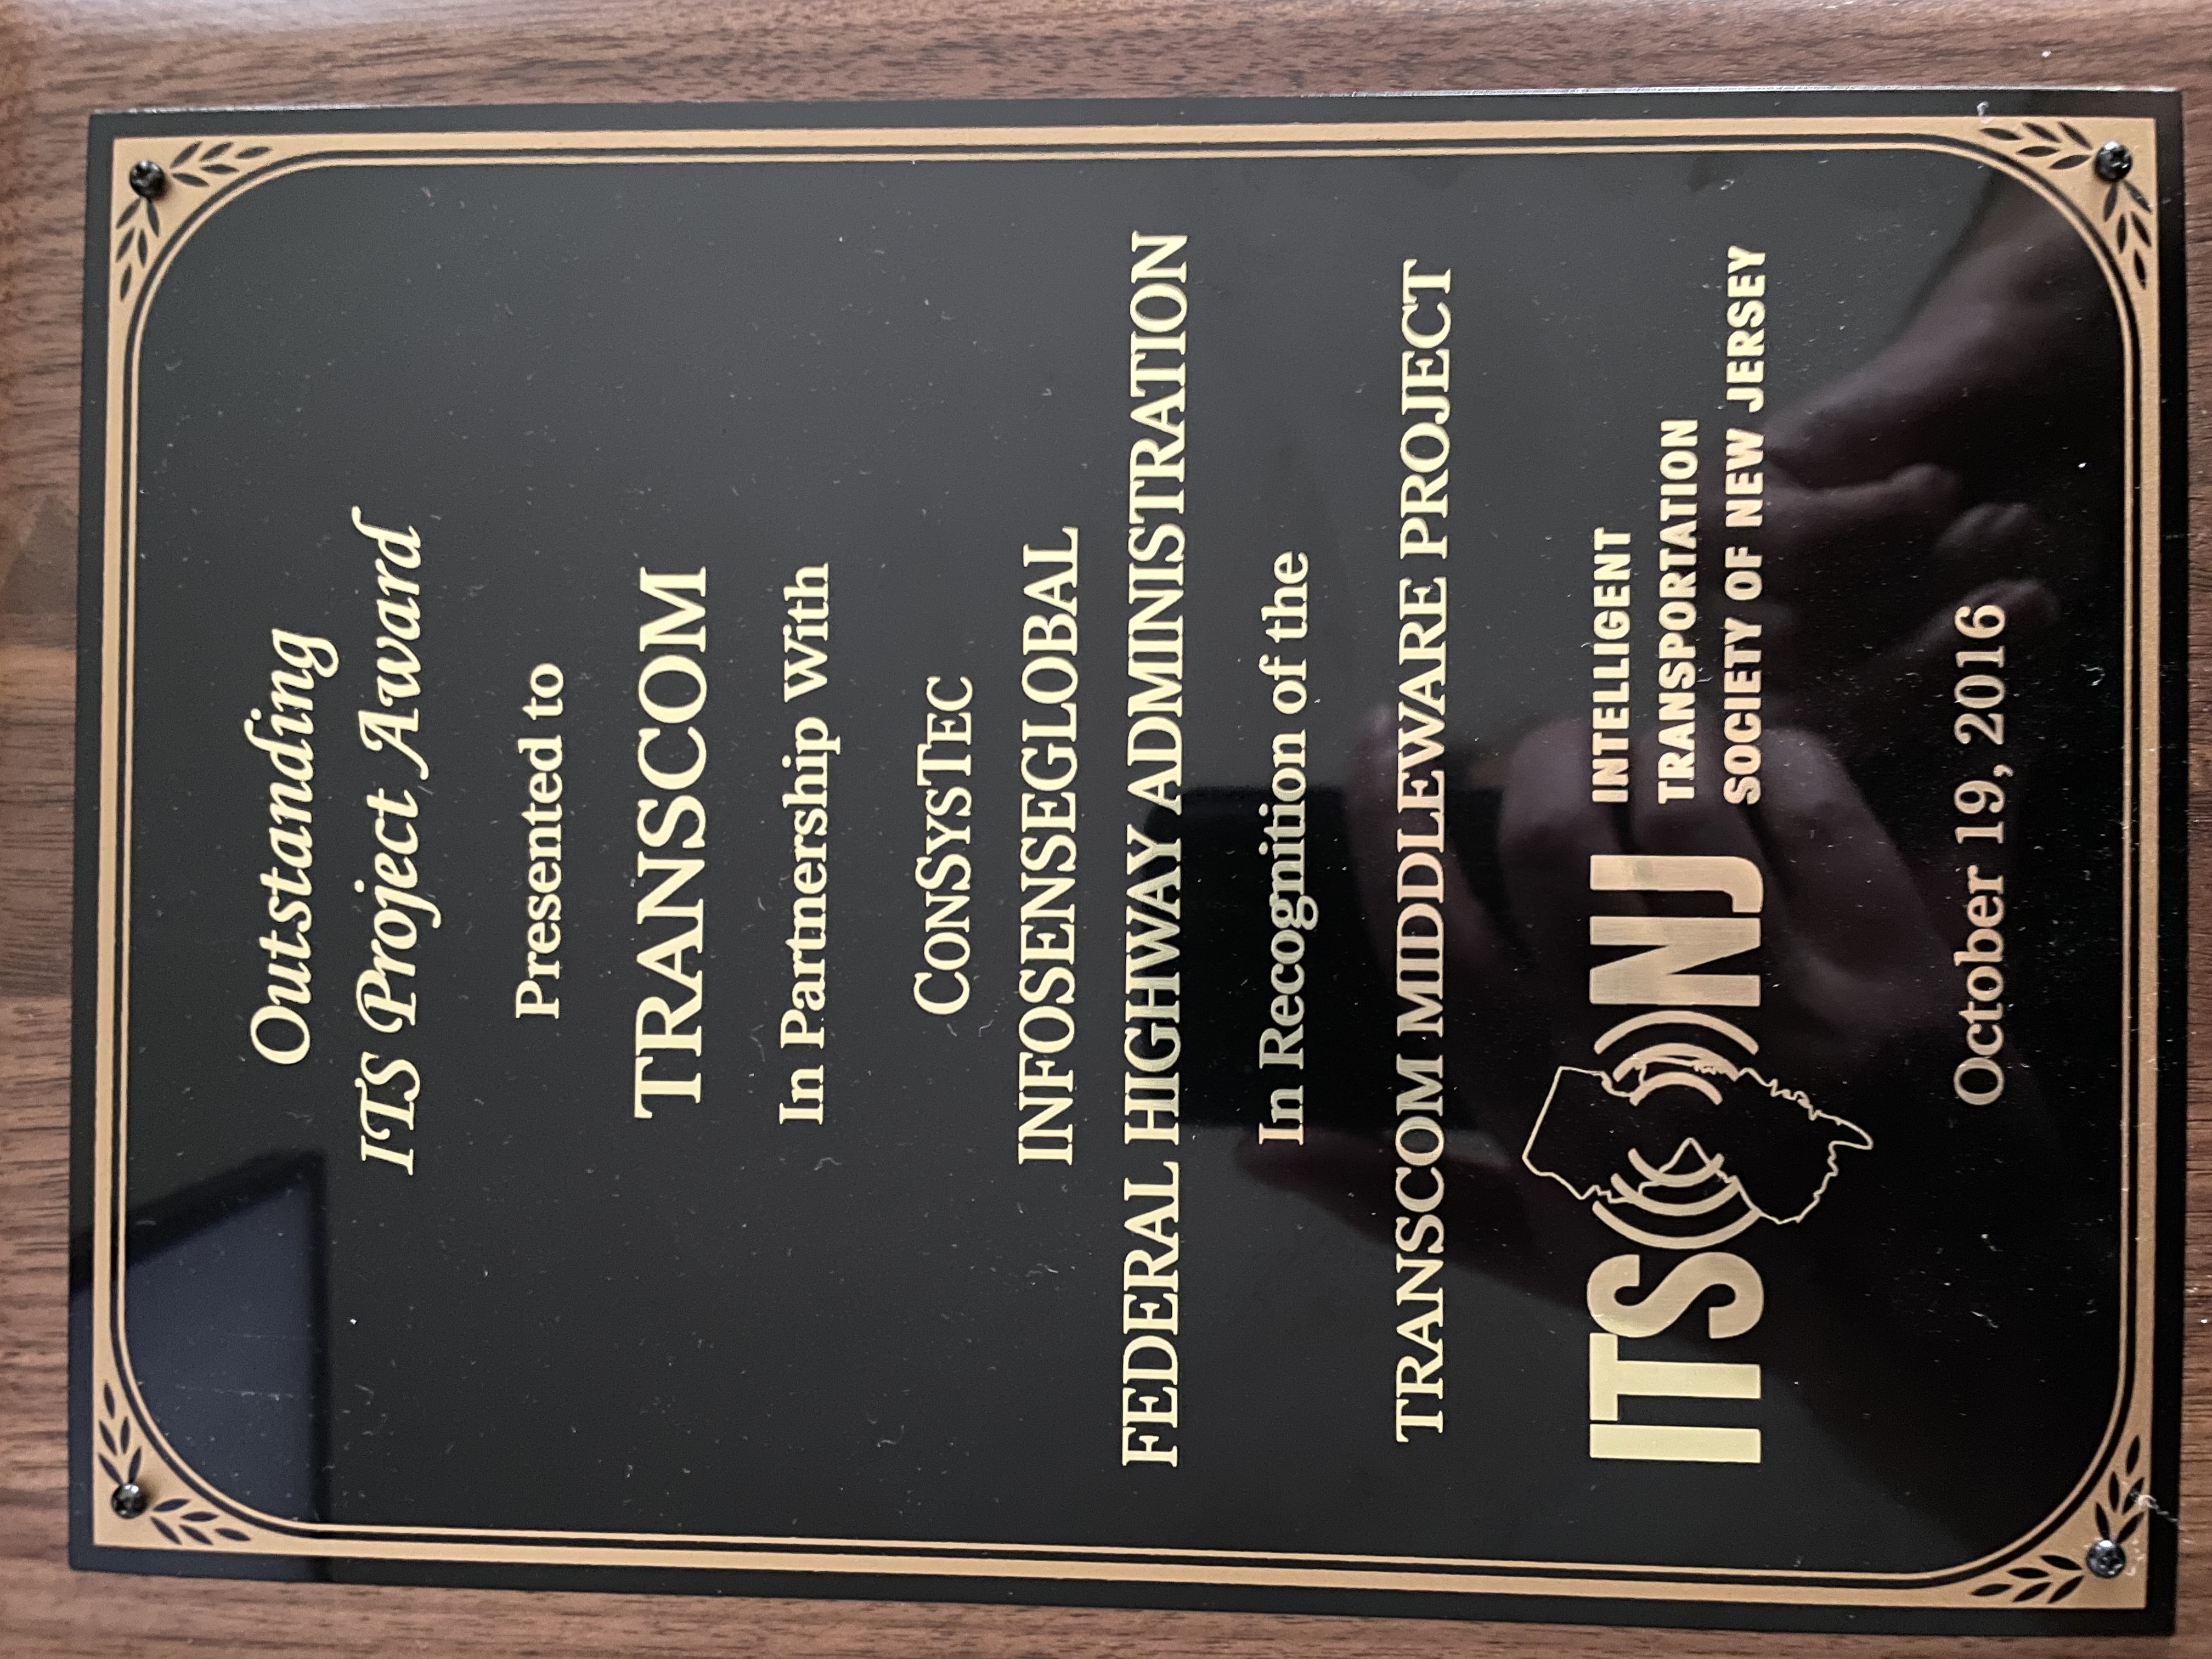 Outstanding
ITS Project Award
Presented to
TRANSCOM
In Partnership With
CONSYSTEC
INFOSENSEGLOBAL
FEDERAL HIGHWAY ADMINISTRATION
In Recognition of the
TRANSCOM MIDDLEWARE PROJECT
ITS NJ
INTELLIGENT
TRANSPORTATION
SOCIETY OF NEW JERSEY
October 19, 2016